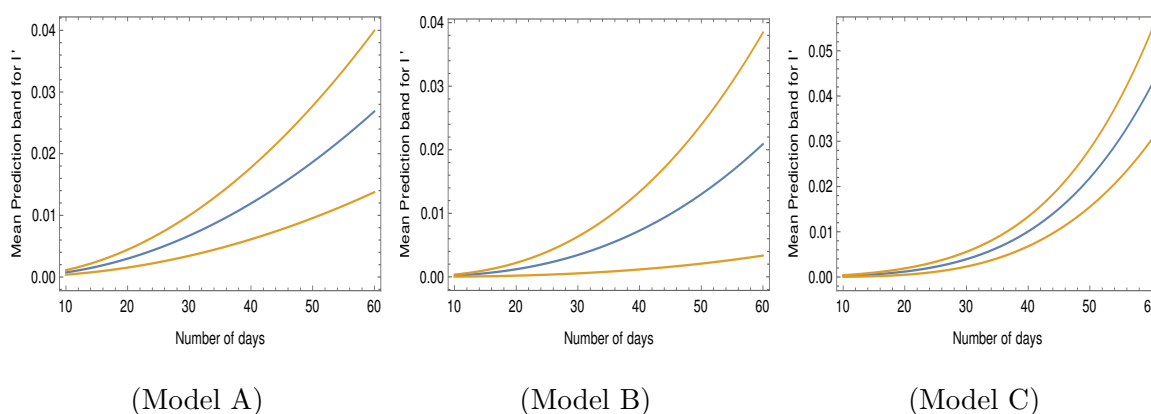 Mean Prediction band for I'
0.04
0.03
0.02
0.01
0.00
10 20 30 40 50 60
Number of days
(Model A)
Mean Prediction band for I'
0.04
0.03
0.02
0.01
0.00
10 20 30 40 50 60
Number of days
(Model B)
Mean Prediction band for I'
0.05
0.04
0.03
0.02
0.01
0.00
10 20 30 40 50 60
Number of days
(Model C)